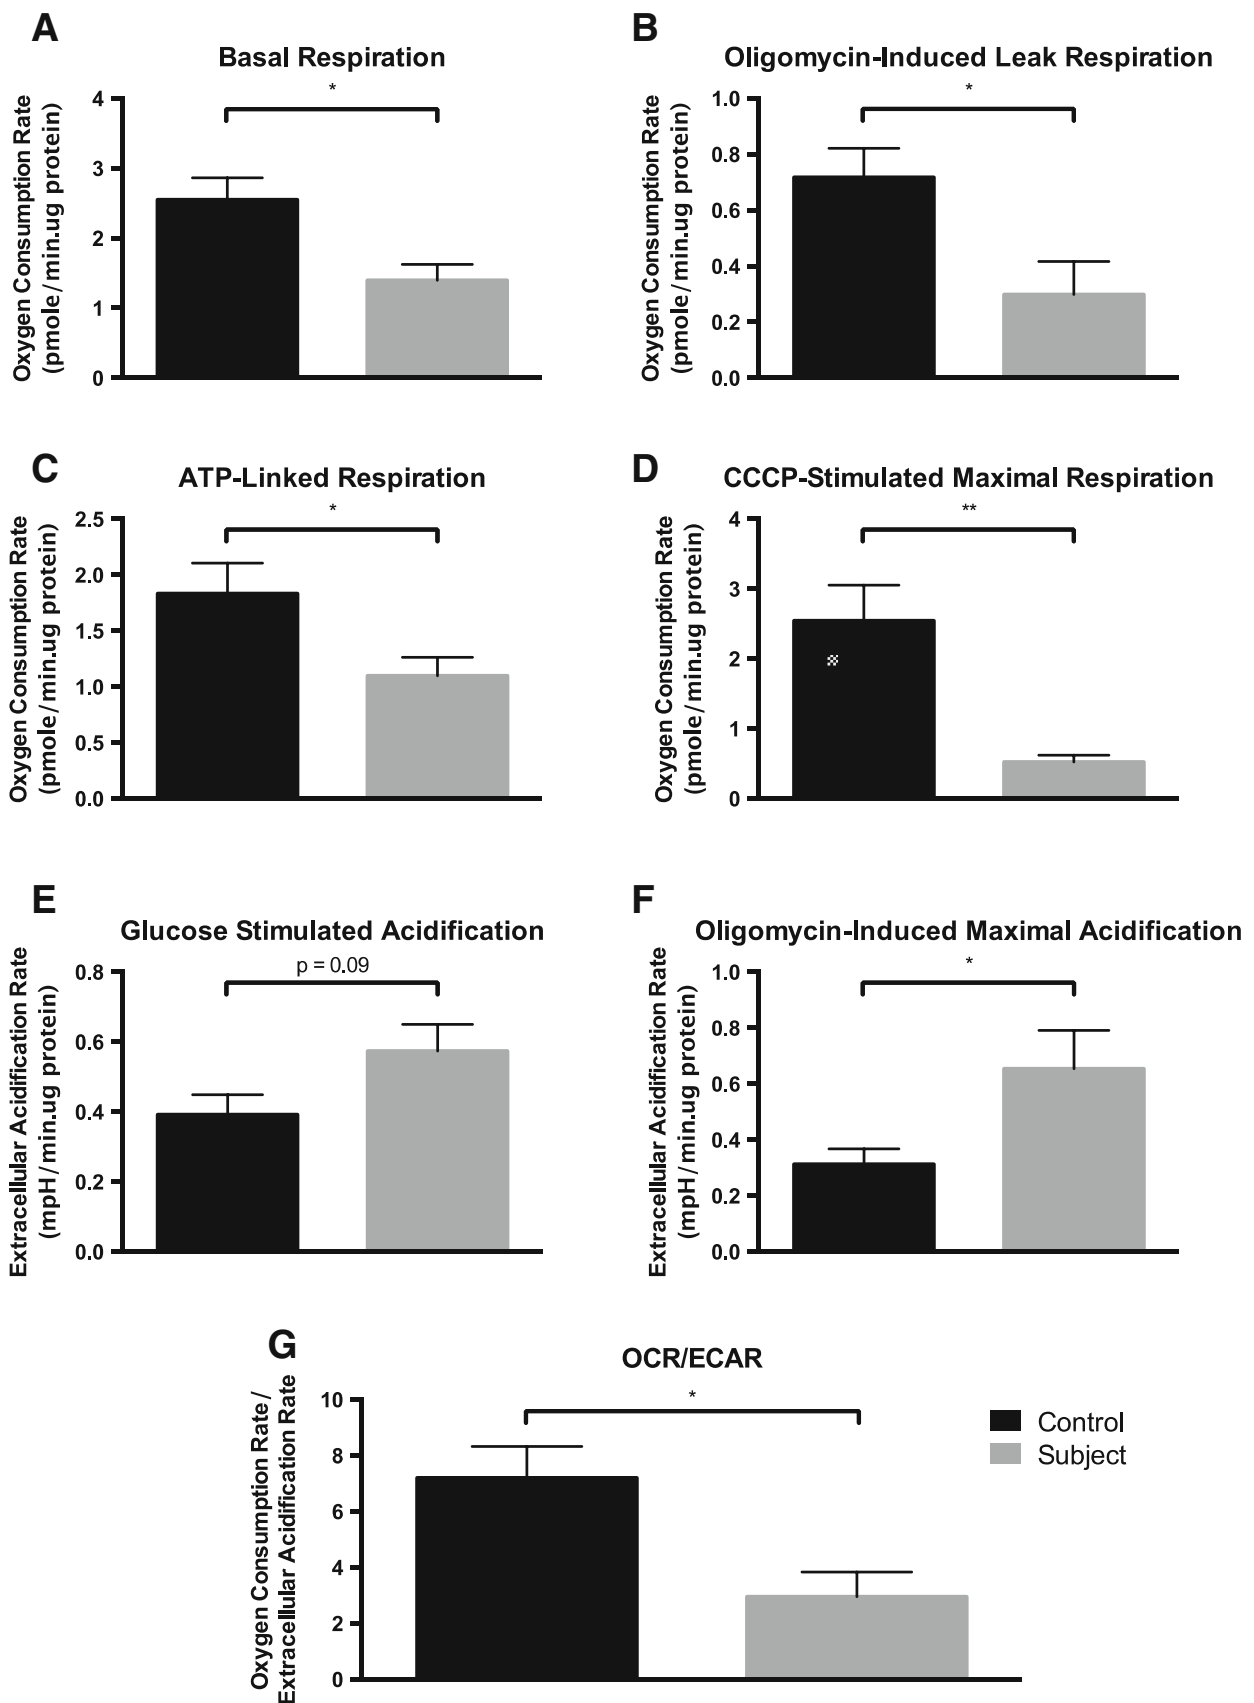 A
Basal Respiration
*
Oxygen Consumption Rate
(pmole/min.ug protein)
4
3
2
1
0
B
Oligomycin-Induced Leak Respiration
*
Oxygen Consumption Rate
(pmole/min.ug protein)
1.0
0.8
0.6
0.4
0.2
0.0
C
ATP-Linked Respiration
*
Oxygen Consumption Rate
(pmole/min.ug protein)
2.5
2.0
1.5
1.0
0.5
0.0
D
CCCP-Stimulated Maximal Respiration
**
Oxygen Consumption Rate
(pmole/min.ug protein)
4
3
2
1
0
E
Glucose Stimulated Acidification
p = 0.09
Extracellular Acidification Rate
(mpH/min.ug protein)
0.8
0.6
0.4
0.2
0.0
F
Oligomycin-Induced Maximal Acidification
*
Extracellular Acidification Rate
(mpH/min.ug protein)
1.0
0.8
0.6
0.4
0.2
0.0
G
OCR/ECAR
*
Oxygen Consumption Rate/
Extracellular Acidification Rate
10
8
6
4
2
0
Control
Subject